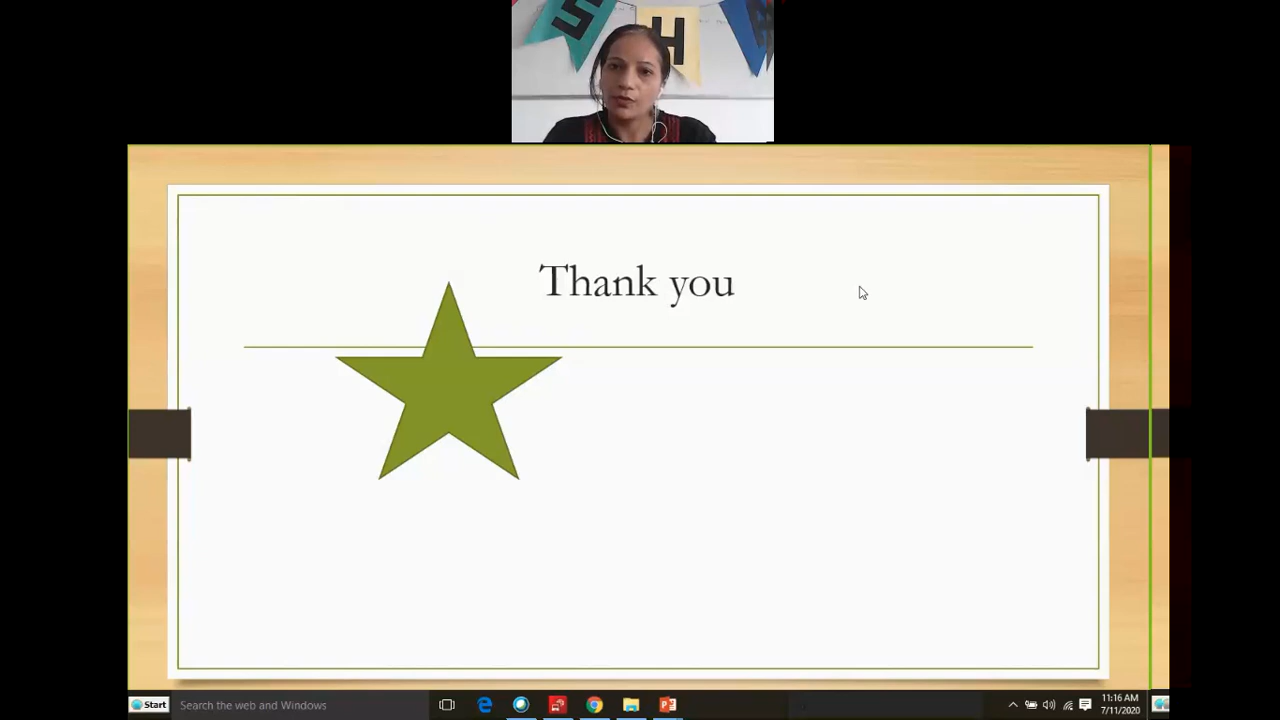 S H
Thank you
Start
Search the web and Windows
11:16 AM
7/11/2020